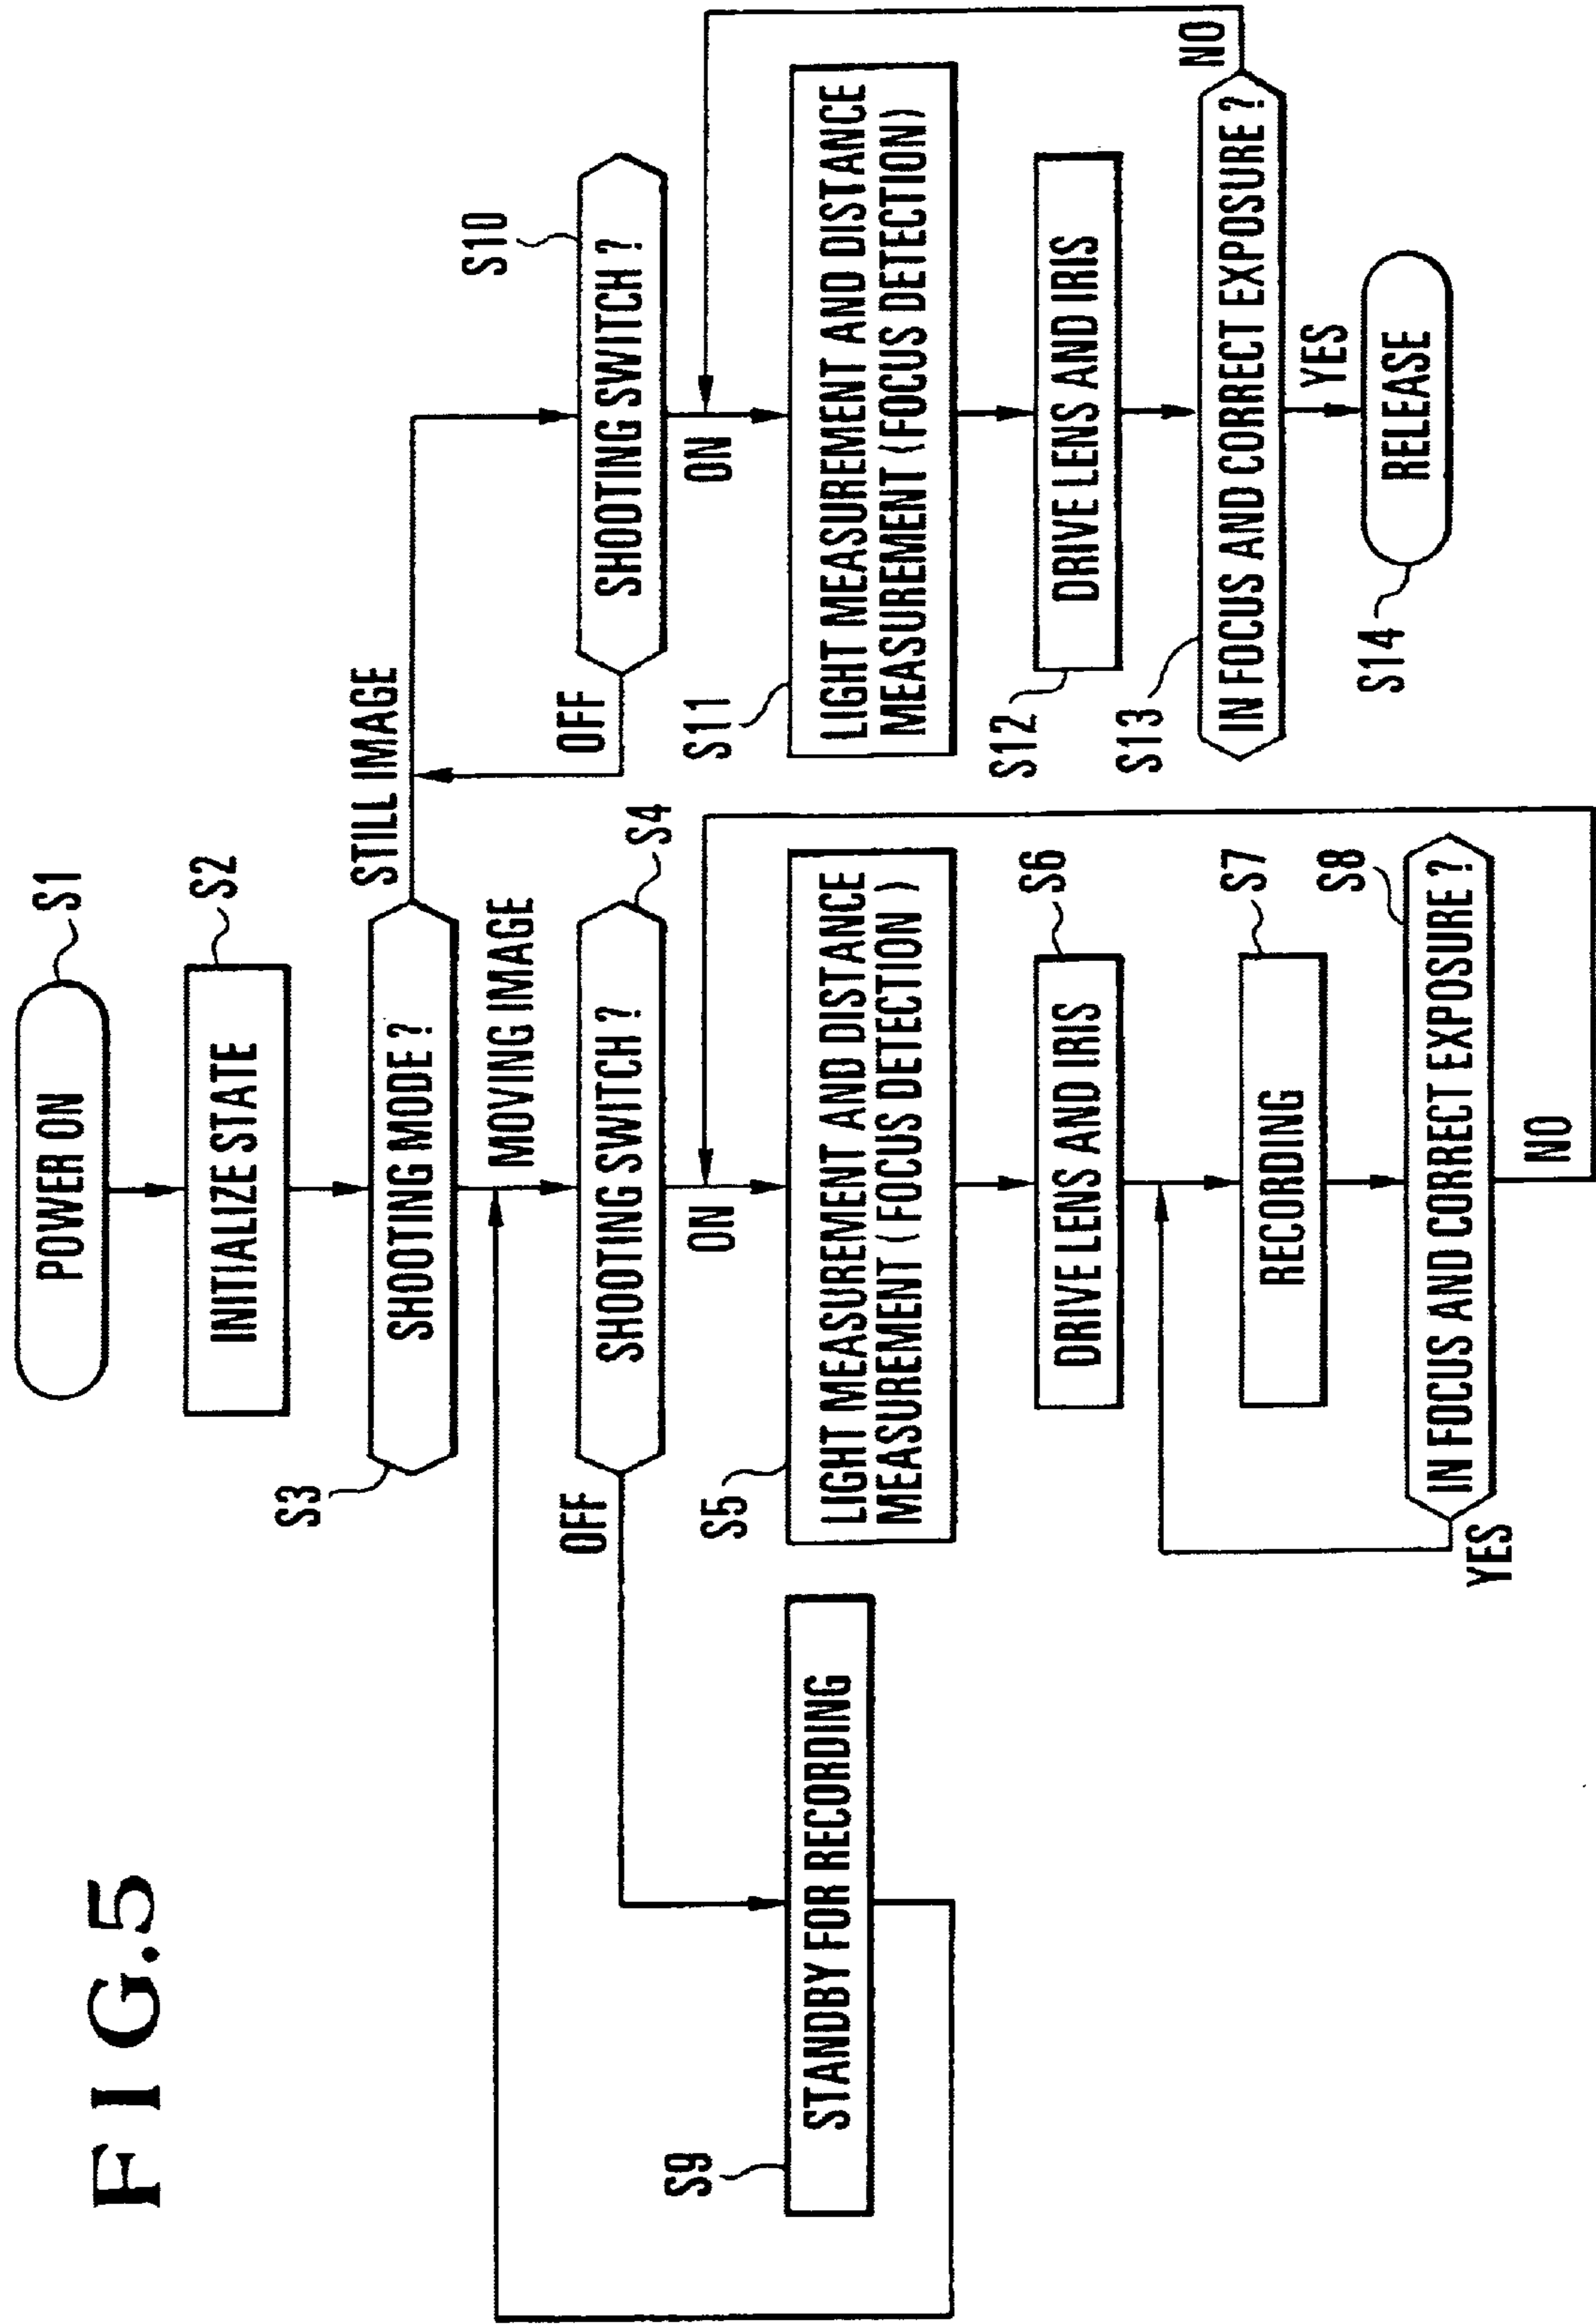 FIG.5
POWER ON
S1
INITIALIZE STATE
S2
S3
SHOOTING MODE ?
STILL IMAGE
MOVING IMAGE
OFF
SHOOTING SWITCH ?
S4
ON
S9
STANDBY FOR RECORDING
S5
LIGHT MEASUREMENT AND DISTANCE
MEASUREMENT ( FOCUS DETECTION )
DRIVE LENS AND IRIS
S6
RECORDING
S7
IN FOCUS AND CORRECT EXPOSURE ?
S8
YES
NO
S10
OFF
SHOOTING SWITCH ?
ON
S11
LIGHT MEASUREMENT AND DISTANCE
MEASUREMENT (FOCUS DETECTION)
S12
DRIVE LENS AND IRIS
S13
IN FOCUS AND CORRECT EXPOSURE ?
NO
YES
S14
RELEASE